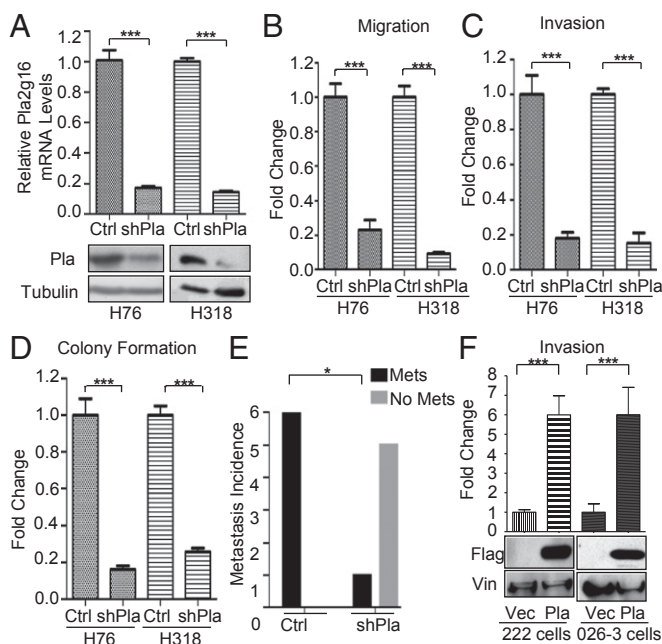 A
Relative Pla2g16
mRNA Levels
1.2
1.0
0.8
0.6
0.4
0.2
0.0
***
***
Ctrl shPla Ctrl shPla
Pla
Tubulin
H76 H318
B
Migration
Fold Change
1.2
1.0
0.8
0.6
0.4
0.2
0.0
***
***
Ctrl shPla Ctrl shPla
H76 H318
C
Invasion
Fold Change
1.2
1.0
0.8
0.6
0.4
0.2
0.0
***
***
Ctrl shPla Ctrl shPla
H76 H318
D
Colony Formation
Fold Change
1.2
1.0
0.8
0.6
0.4
0.2
0.0
***
***
Ctrl shPla Ctrl shPla
H76 H318
E
Mets
No Mets
*
Metastasis Incidence
6
5
4
3
2
1
0
Ctrl shPla
F
Invasion
Fold Change
8
7
6
5
4
3
2
1
0
***
***
Flag
Vin
Vec Pla Vec Pla
222 cells 026-3 cells